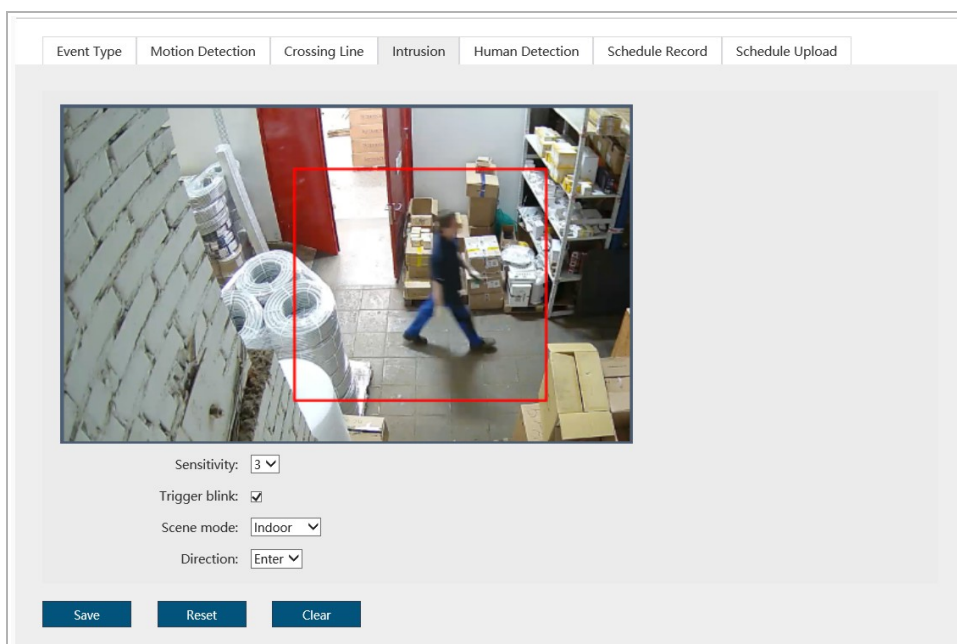 Event Type Motion Detection Crossing Line Intrusion Human Detection Schedule Record Schedule Upload
Sensitivity: 3
Trigger blink:
Scene mode: Indoor
Direction: Enter
Save Reset Clear